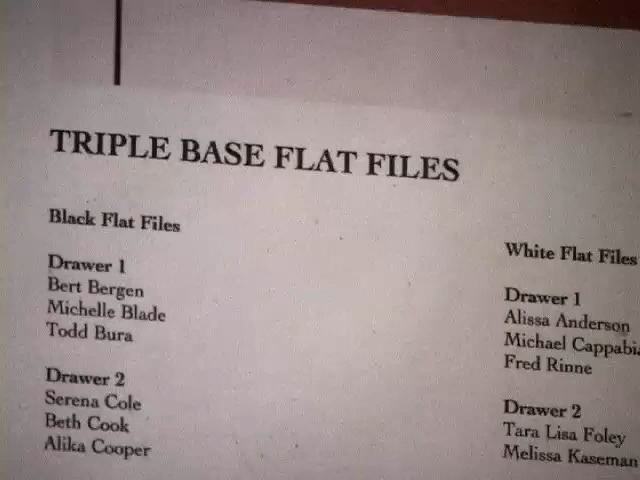 TRIPLE BASE FLAT FILES
Black Flat Files
Drawer 1
Bert Bergen
Michelle Blade
Todd Bura
Drawer 2
Serena Cole
Beth Cook
Alika Cooper
White Flat Files
Drawer 1
Alissa Anderson
Michael
Fred Rinne
Drawer 2
Tara Lisa Foley
Melissa Kaseman